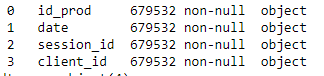 0 id_prod 679532 non-null object
1 date 679532 non-null object
2 session_id 679532 non-null object
3 client_id 679532 non-null object